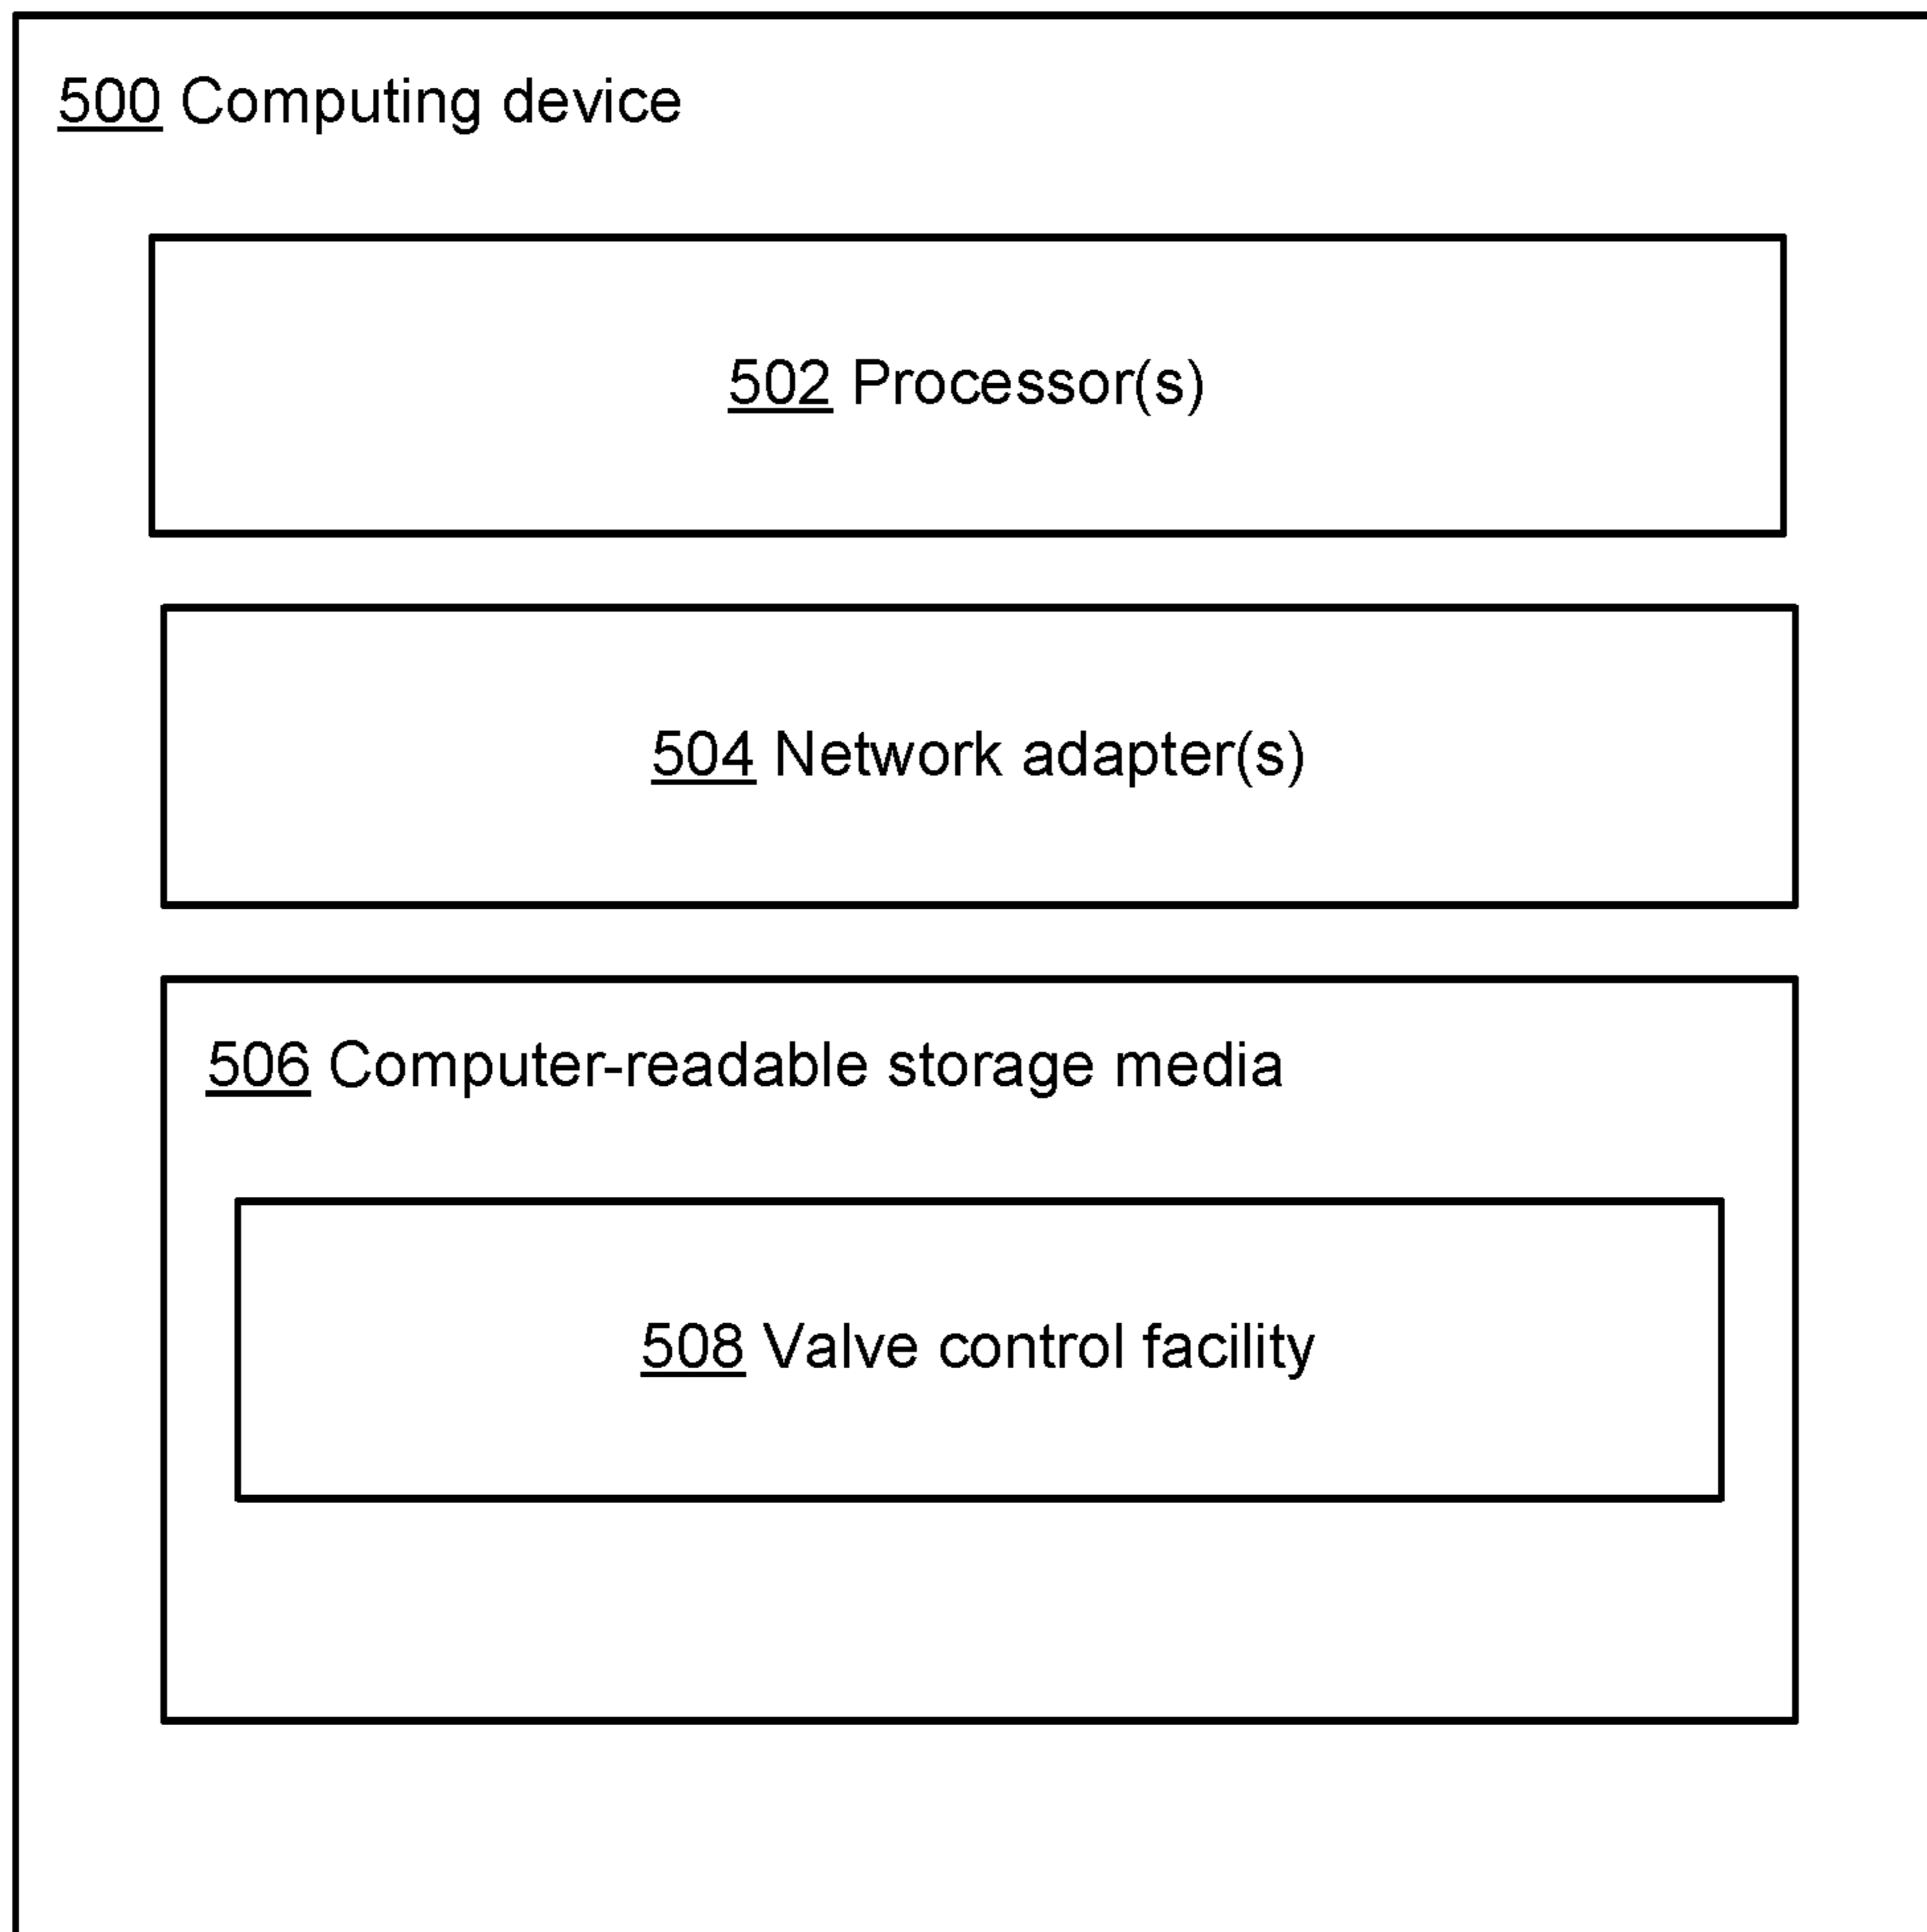 500 Computing device
502 Processor(s)
504 Network adapter(s)
506 Computer-readable storage media
508 Valve control facility